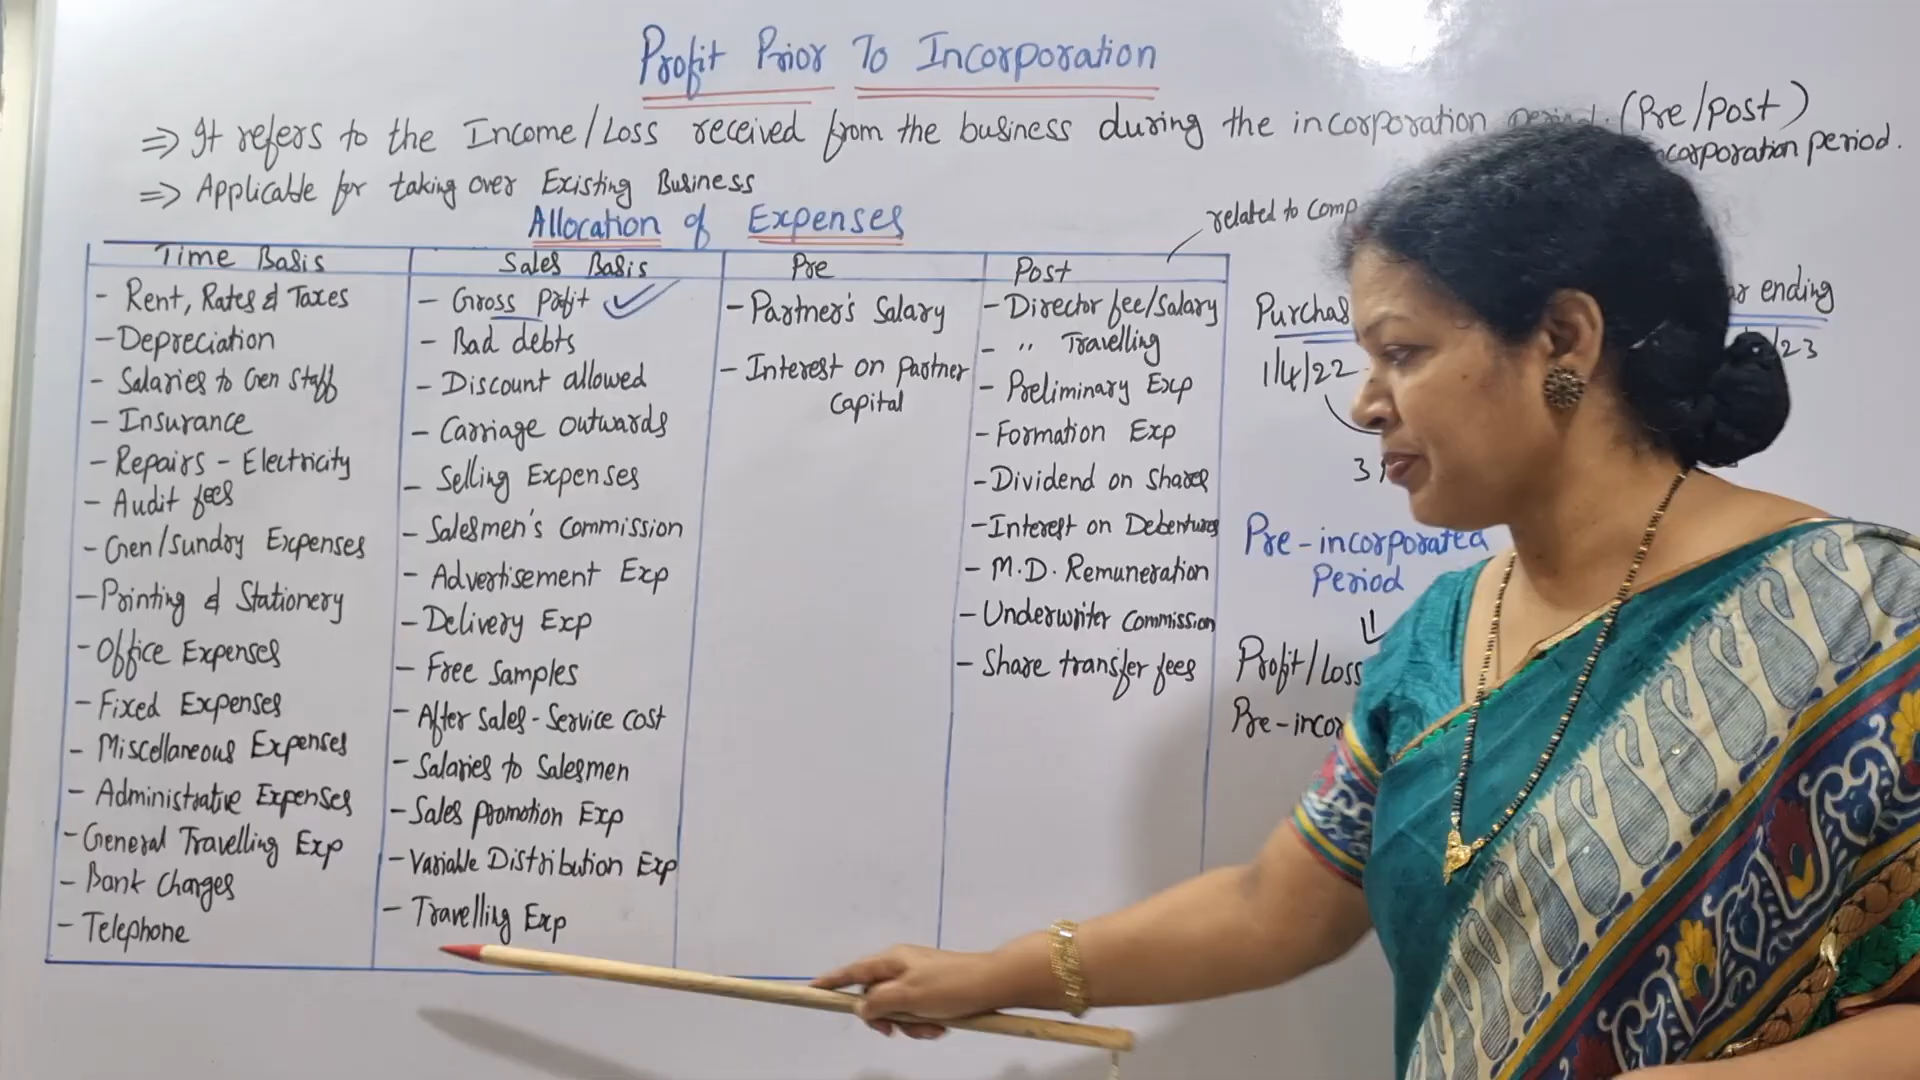 Profit Prior To Incorporation
⇒ It refers to the Income/Loss received from the business during the incorporation period. (Pre/post)
incorporation period.
⇒ Applicable for taking over Existing Business
Allocation of Expenses
related to comp
Time Basis
- Rent, Rates & Taxes
- Depreciation
- Salaries to Gen Staff
- Insurance
- Repairs - Electricity
- Audit fees
- Gen/Sundry Expenses
- Printing & Stationery
- Office Expenses
- Fixed Expenses
- Miscellaneous Expenses
- Administrative Expenses
- General Travelling Exp
- Bank Charges
- Telephone
Sales Basis
- Gross Profit ✓
- Bad debts
- Discount allowed
- Carriage outwards
- Selling Expenses
- Salesmen's Commission
- Advertisement Exp
- Delivery Exp
- Free Samples
- After Sales - Service cost
- Salaries to Salesmen
- Sales promotion Exp
- Variable Distribution Exp
- Travelling Exp
Pre
- Partner's Salary
- Interest on Partner
Capital
Post
- Director fee/Salary
- " Travelling
- Preliminary Exp
- Formation Exp
- Dividend on Shares
- Interest on Debentures
- M.D. Remuneration
- Underwriter Commission
- Share transfer fees
Purchas
ending
1/4/22
/23
3
Pre-incorporated
Period
⇓
Profit/Loss
Pre-incor